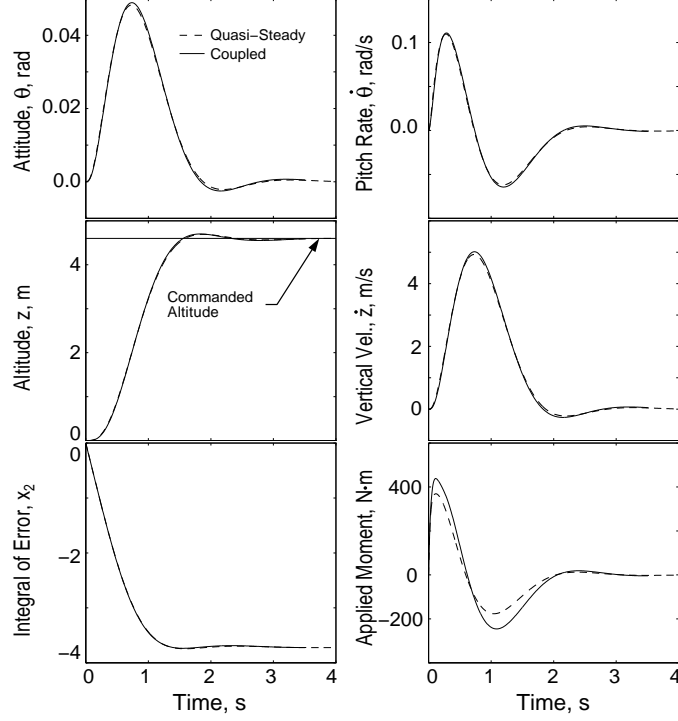 Attitude, θ, rad
0.04
0.02
0.0
Quasi−Steady
Coupled
Pitch Rate, θ̇, rad/s
0.1
0.0
Altitude, z, m
4
2
0
Commanded
Altitude
Vertical Vel., ż, m/s
4
2
0
Integral of Error, x₂
0
−2
−4
0 1 2 3 4
Time, s
Applied Moment, N•m
400
0
−200
0 1 2 3 4
Time, s